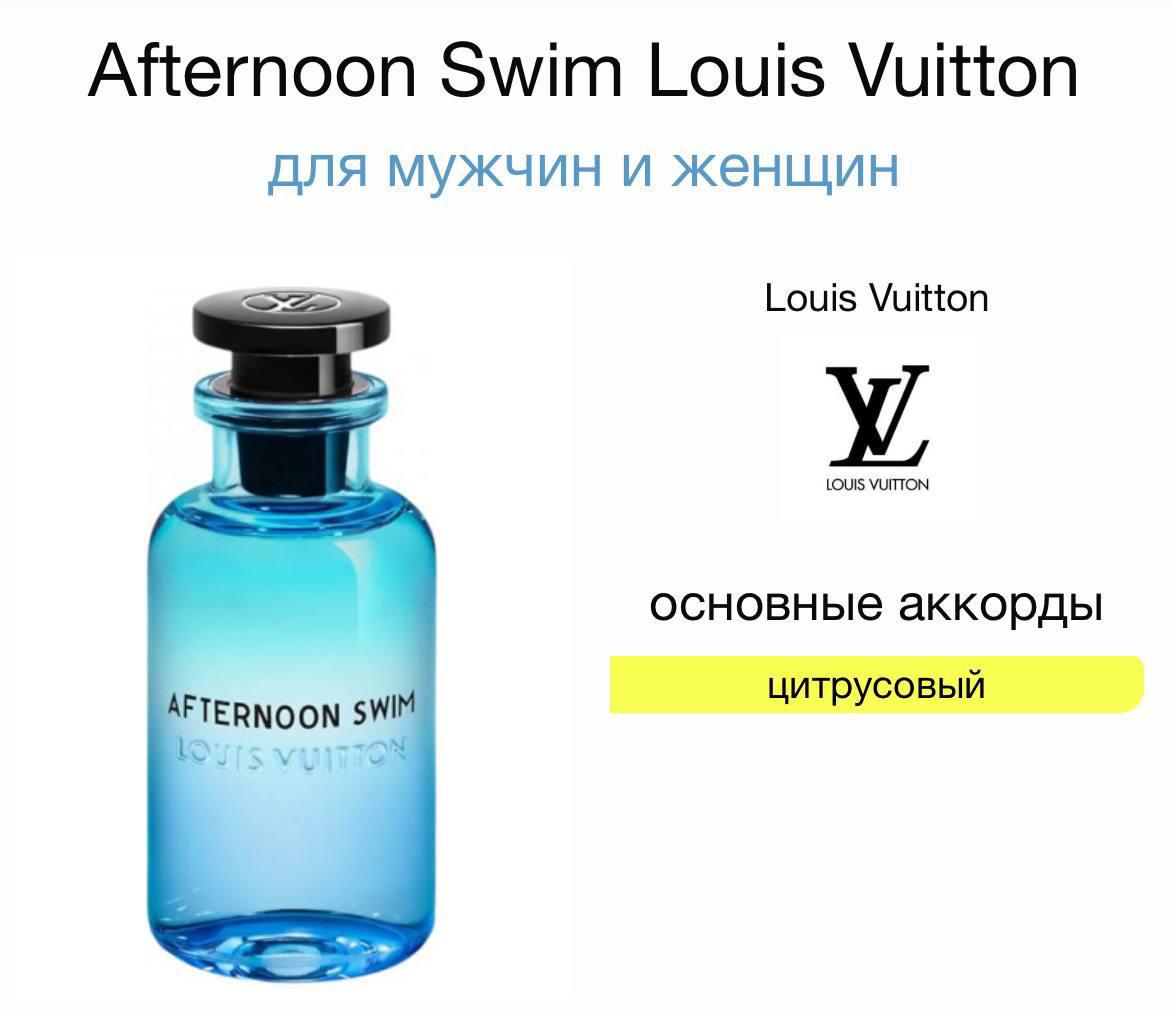 Afternoon Swim Louis Vuitton
для мужчин и женщин
AFTERNOON SWIM
LOUIS VUITTON
Louis Vuitton
LV
LOUIS VUITTON
основные аккорды
цитрусовый